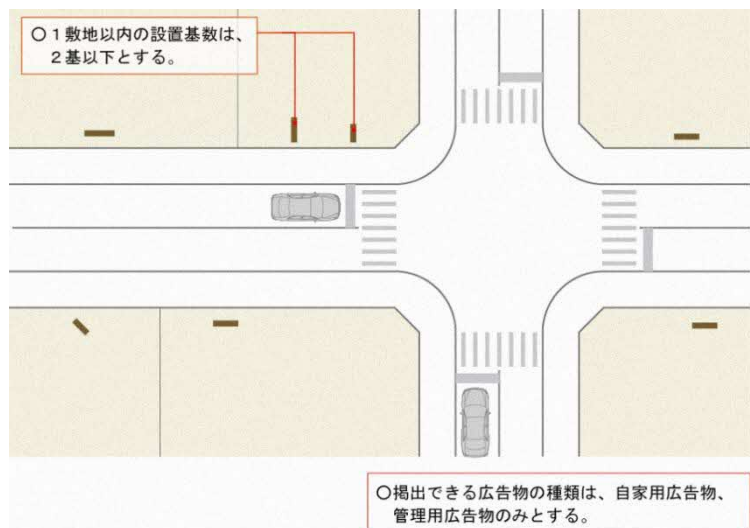 ○１敷地以内の設置基数は、
２基以下とする。
○掲出できる広告物の種類は、自家用広告物、
管理用広告物のみとする。